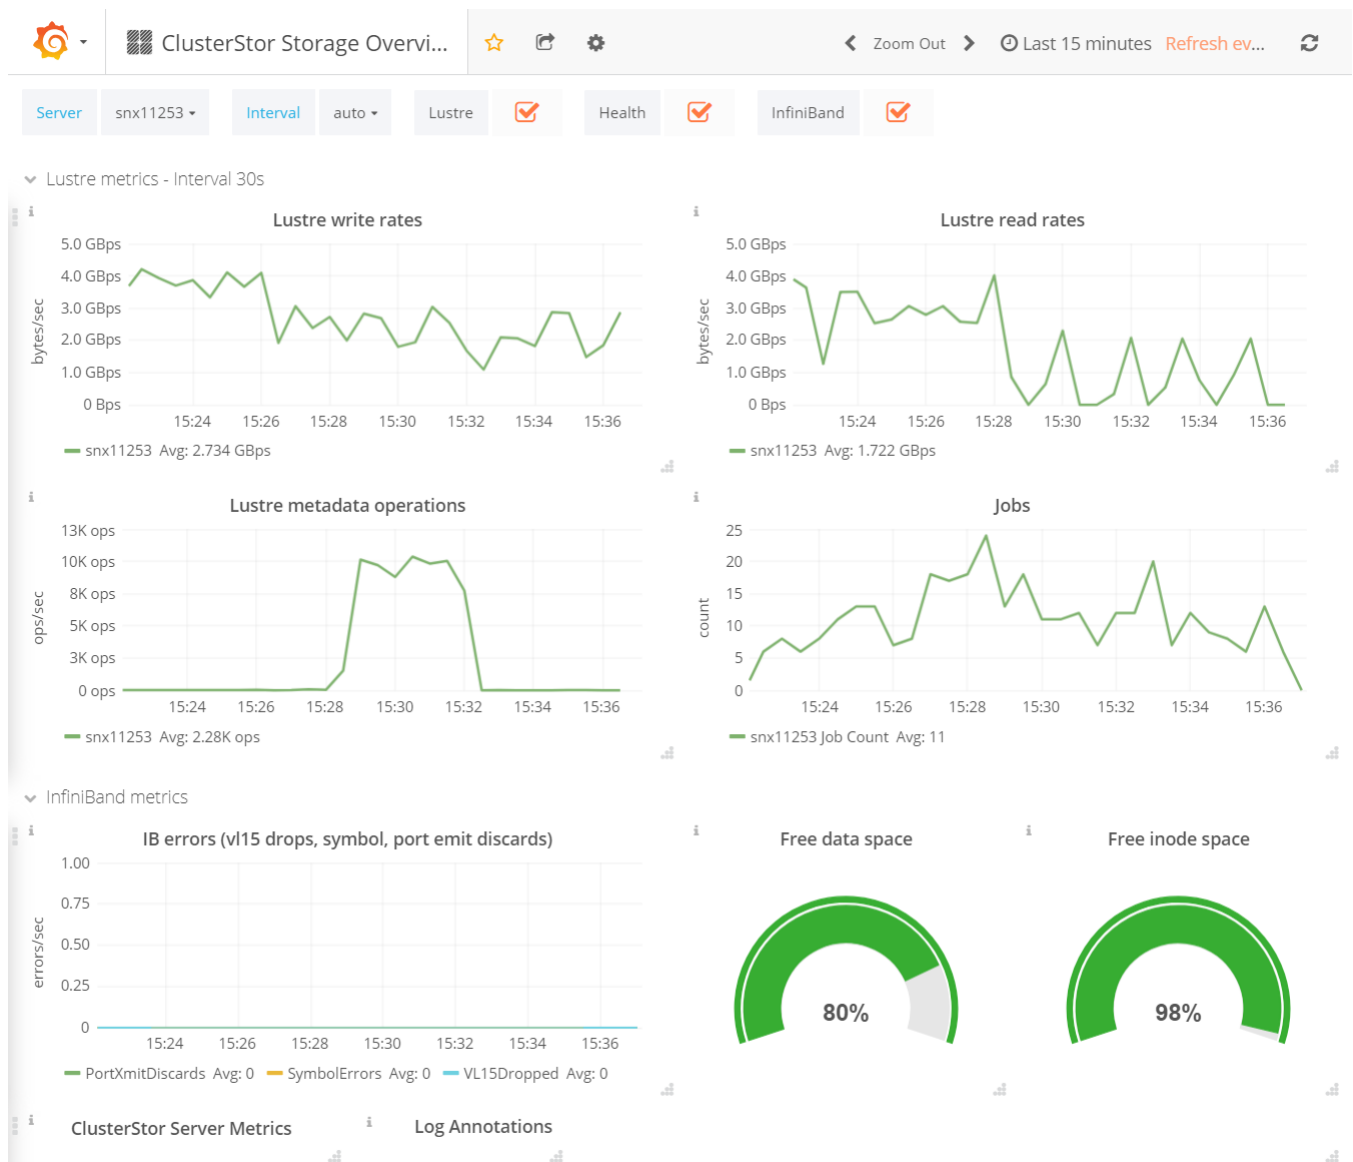 ClusterStor Storage Overvi...
Zoom Out
Last 15 minutes Refresh ev...
Server snx11253 Interval auto Lustre Health InfiniBand
Lustre metrics - Interval 30s
Lustre write rates
5.0 GBps
4.0 GBps
3.0 GBps
2.0 GBps
1.0 GBps
0 Bps
bytes/sec
15:24 15:26 15:28 15:30 15:32 15:34 15:36
snx11253 Avg: 2.734 GBps
Lustre read rates
5.0 GBps
4.0 GBps
3.0 GBps
2.0 GBps
1.0 GBps
0 Bps
bytes/sec
15:24 15:26 15:28 15:30 15:32 15:34 15:36
snx11253 Avg: 1.722 GBps
Lustre metadata operations
13K ops
10K ops
8K ops
5K ops
3K ops
0 ops
ops/sec
15:24 15:26 15:28 15:30 15:32 15:34 15:36
snx11253 Avg: 2.28K ops
Jobs
25
20
15
10
5
0
count
15:24 15:26 15:28 15:30 15:32 15:34 15:36
snx11253 Job Count Avg: 11
InfiniBand metrics
IB errors (vl15 drops, symbol, port emit discards)
1.00
0.75
0.50
0.25
0
errors/sec
15:24 15:26 15:28 15:30 15:32 15:34 15:36
PortXmitDiscards Avg: 0 SymbolErrors Avg: 0 VL15Dropped Avg: 0
Free data space
80%
Free inode space
98%
ClusterStor Server Metrics
Log Annotations